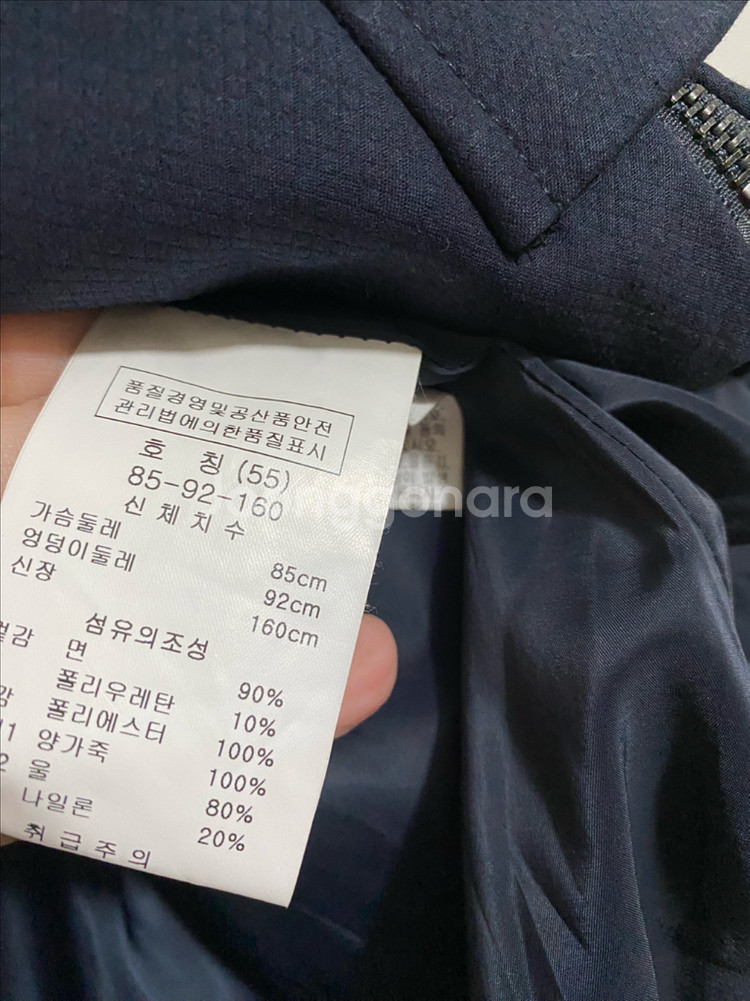 품질경영및공산품안전
관리법에의한품질표시
호 칭 (55)
85-92-160
신 체 치 수
가슴둘레 85cm
엉덩이둘레 92cm
신장 160cm
섬유의조성
겉감 면 90%
폴리우레탄 10%
폴리에스터 100%
양가죽 100%
울 80%
나일론 20%
취급주의